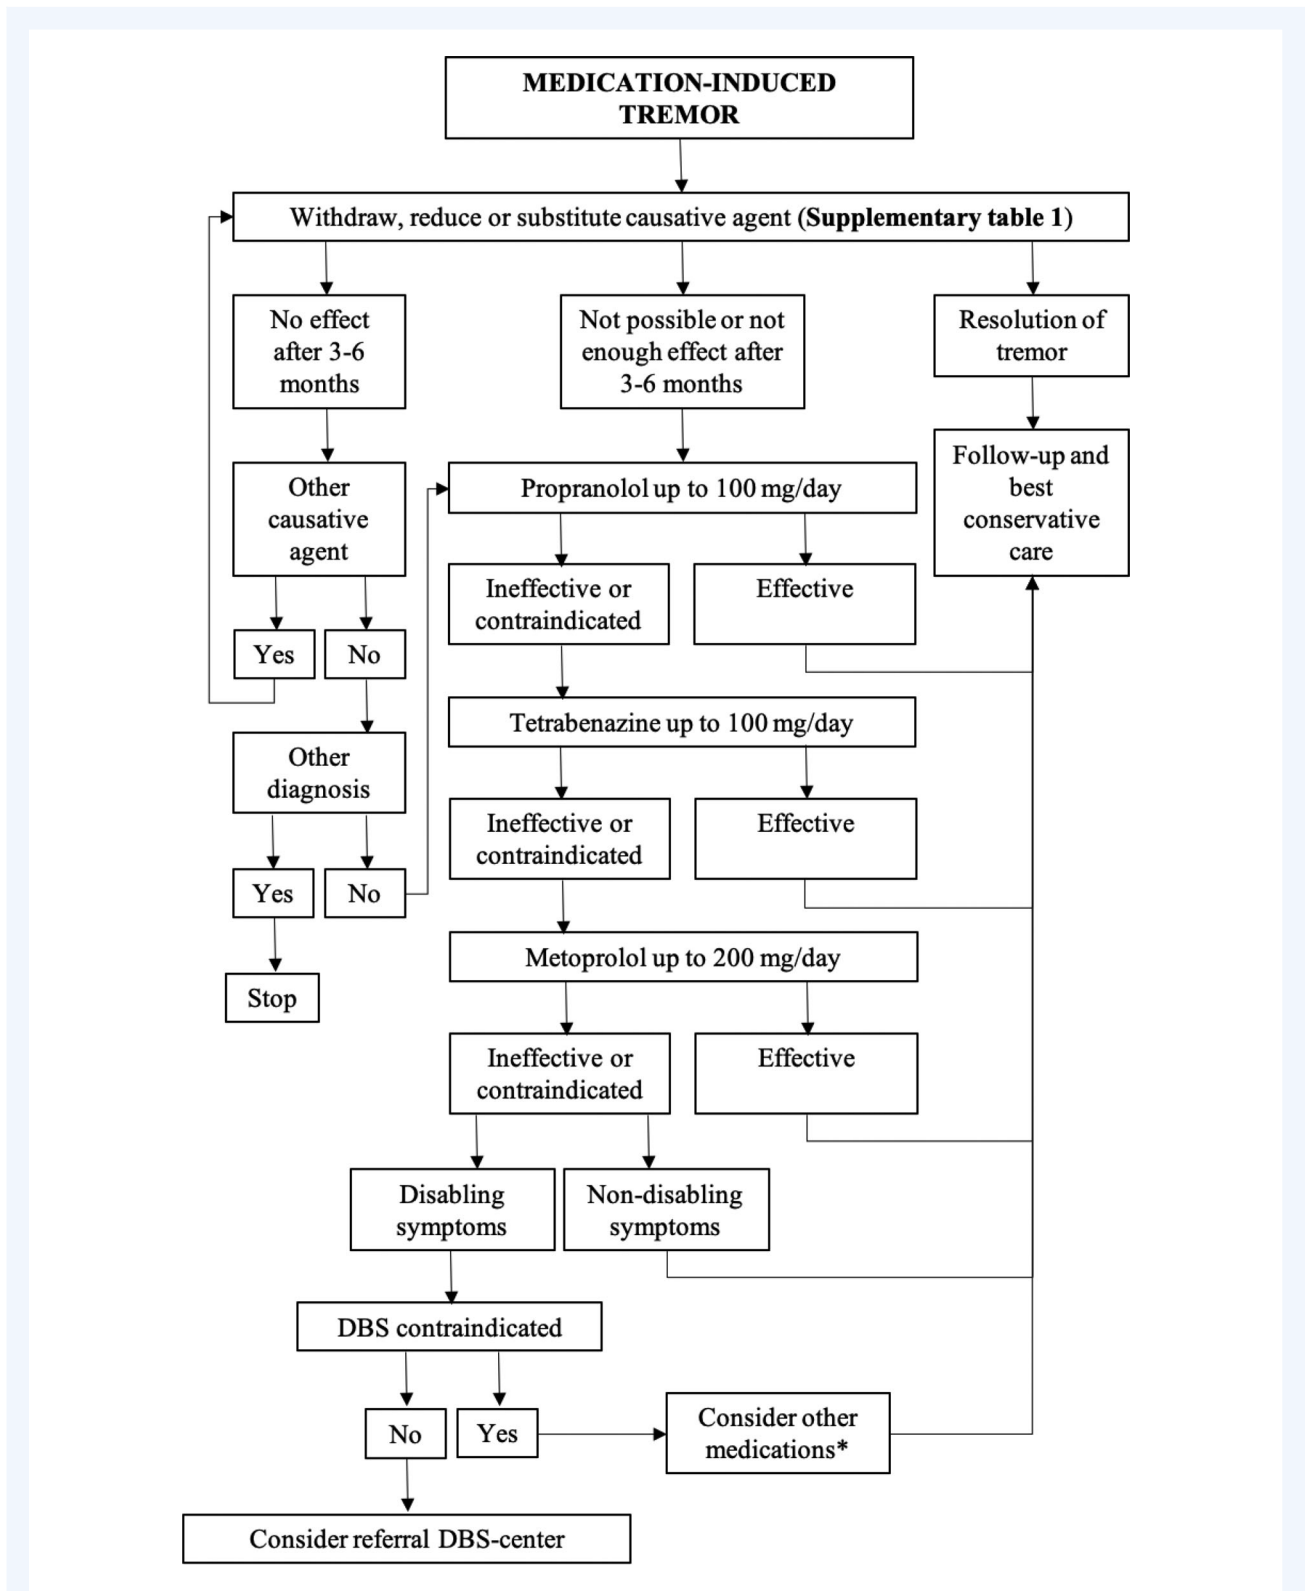 MEDICATION-INDUCED
TREMOR
Withdraw, reduce or substitute causative agent (Supplementary table 1)
No effect
after 3-6
months
Not possible or not
enough effect after
3-6 months
Resolution of
tremor
Follow-up and
best
conservative
care
Other
causative
agent
Propranolol up to 100 mg/day
Ineffective or
contraindicated
Effective
Yes
No
Tetrabenazine up to 100 mg/day
Other
diagnosis
Ineffective or
contraindicated
Effective
Yes
No
Metoprolol up to 200 mg/day
Stop
Ineffective or
contraindicated
Effective
Disabling
symptoms
Non-disabling
symptoms
DBS contraindicated
No
Yes
Consider other
medications*
Consider referral DBS-center